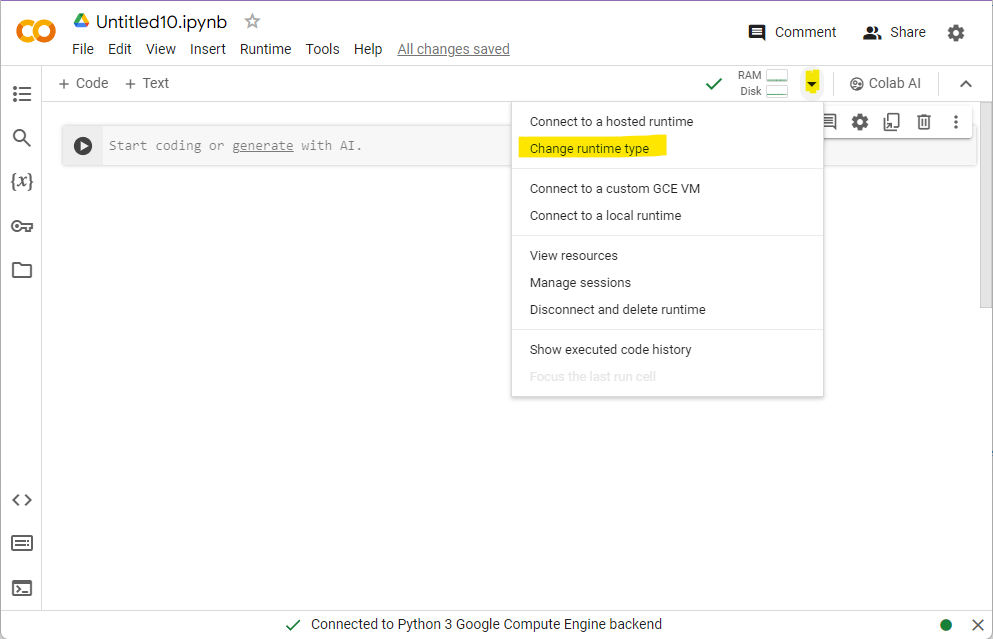 Untitled10.ipynb
File Edit View Insert Runtime Tools Help All changes saved
Comment
Share
+ Code + Text
RAM
Disk
Colab AI
{x}
Start coding or generate with AI.
Connect to a hosted runtime
Change runtime type
Connect to a custom GCE VM
Connect to a local runtime
View resources
Manage sessions
Disconnect and delete runtime
Show executed code history
Focus the last run cell
Connected to Python 3 Google Compute Engine backend